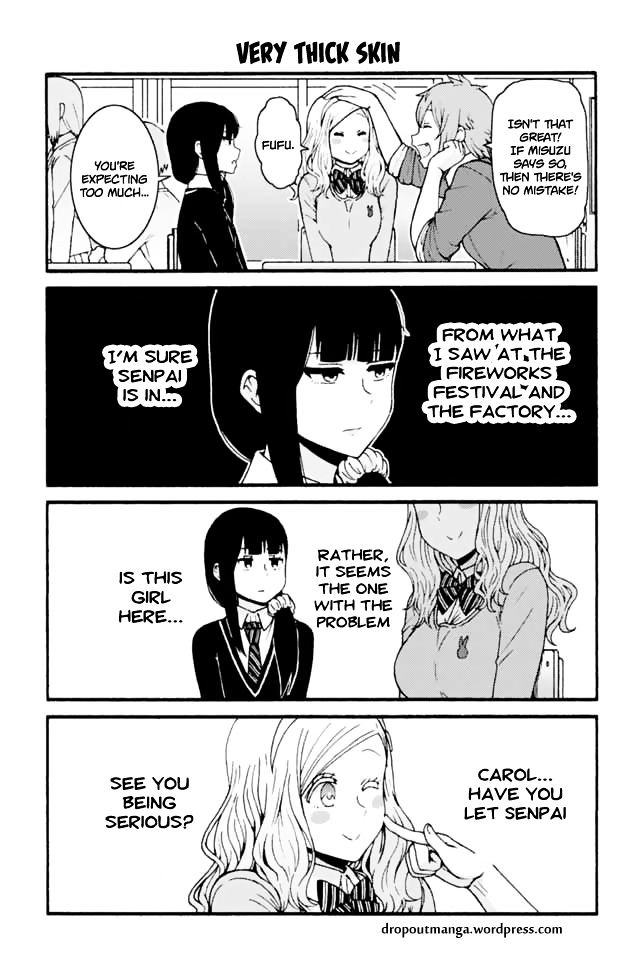 VERY THICK SKIN
ISN'T THAT
GREAT!
IF MISUZU
SAYS SO,
THEN THERE'S
NO MISTAKE!
FUFU.
YOU'RE
EXPECTING
TOO MUCH...
FROM WHAT
I SAW AT THE
FIREWORKS
FESTIVAL AND
THE FACTORY...
I'M SURE
SENPAI
IS IN...
RATHER,
IT SEEMS
THE ONE
WITH THE
PROBLEM
IS THIS
GIRL
HERE...
CAROL...
HAVE YOU
LET SENPAI
SEE YOU
BEING
SERIOUS?
dropoutmanga.wordpress.com